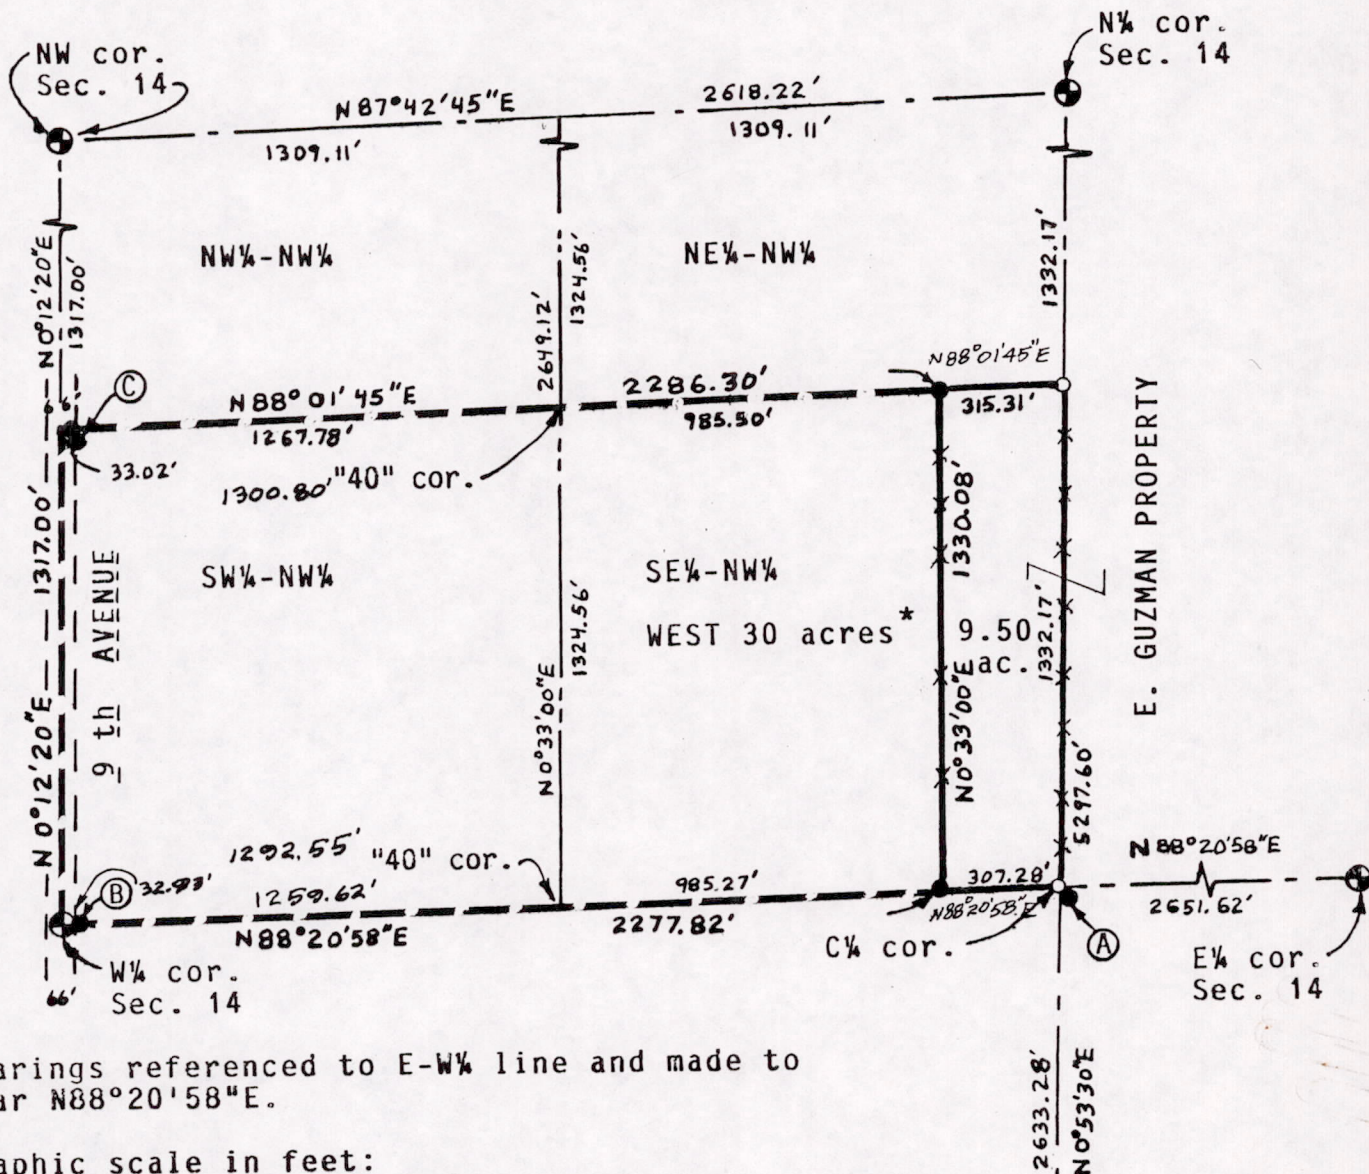 NW cor.
Sec. 14
N¼ cor.
Sec. 14
N87°42'45"E
2618.22'
1309.11'
1309.11'
NW¼-NW¼
NE¼-NW¼
N0°12'20"E
1317.00'
2649.12'
1324.56'
1332.17'
C
N88°01'45"E
2286.30'
N88°01'45"E
66'
1267.78'
985.50'
315.31'
33.02'
1300.80'
"40" cor.
1317.00'
N0°12'20"E
9 th AVENUE
SW¼-NW¼
SE¼-NW¼
WEST 30 acres*
N0°33'00"E
1324.56'
1330.08'
N0°33'00"E
9.50
ac.
1332.17'
5297.60'
E. GUZMAN PROPERTY
1292.55'
"40" cor.
N88°20'58"E
B
32.93'
1259.62'
985.27'
307.28'
N88°20'58"E
2277.82'
N88°20'58"E
2651.62'
C¼ cor.
A
W¼ cor.
Sec. 14
E¼ cor.
Sec. 14
66'
arings referenced to E-W¼ line and made to
ar N88°20'58"E.
2633.28'
N0°53'30"E
aphic scale in feet: